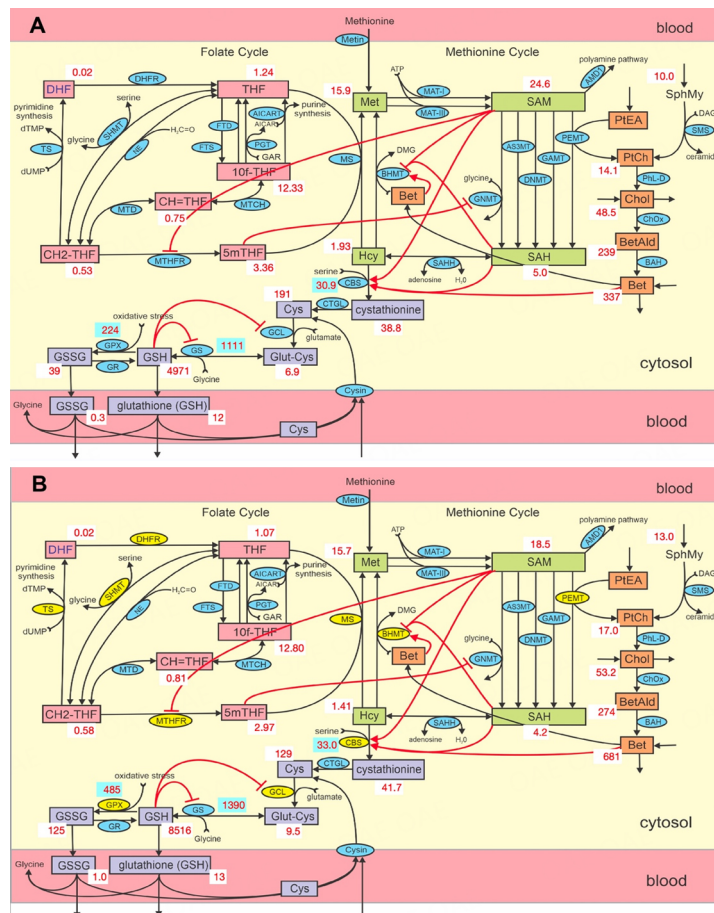 A
Methionine
blood
Metin
Folate Cycle
Methionine Cycle
0.02
DHF
DHFR
1.24
THF
pyrimidine
synthesis
serine
dTMP
glycine
SHMT
TS
dUMP
NE
H₂C=O
FTD
FTS
AICART
AICAR
PGT
GAR
purine
synthesis
10f-THF
12.33
MS
MTD
CH=THF
0.75
MTCH
CH2-THF
0.53
MTHFR
5mTHF
3.36
15.9
Met
ATP
MAT-I
MAT-III
24.6
SAM
AMD1
polyamine pathway
10.0
SphMy
DAG
SMS
ceramid
PtEA
PEMT
PtCh
14.1
PhL-D
Chol
48.5
ChOx
BetAld
239
BAH
Bet
337
DMG
BHMT
Bet
glycine
GNMT
AS3MT
DNMT
GAMT
1.93
Hcy
SAHH
adenosine
H₂0
SAH
5.0
serine
30.9
CBS
191
Cys
CTGL
cystathionine
38.8
GCL
glutamate
224
oxidative stress
GPX
GSSG
39
GR
GSH
4971
GS
1111
Glycine
Glut-Cys
6.9
cytosol
Cysin
Glycine
GSSG
0.3
glutathione (GSH)
12
Cys
blood
B
Methionine
blood
Metin
Folate Cycle
Methionine Cycle
0.02
DHF
DHFR
1.07
THF
pyrimidine
synthesis
serine
dTMP
glycine
SHMT
TS
dUMP
NE
H₂C=O
FTD
FTS
AICART
AICAR
PGT
GAR
purine
synthesis
10f-THF
12.80
MS
MTD
CH=THF
0.81
MTCH
CH2-THF
0.58
MTHFR
5mTHF
2.97
15.7
Met
ATP
MAT-I
MAT-III
18.5
SAM
AMD1
polyamine pathway
13.0
SphMy
DAG
SMS
ceramid
PtEA
PEMT
PtCh
17.0
PhL-D
Chol
53.2
ChOx
BetAld
274
BAH
Bet
681
DMG
BHMT
Bet
glycine
GNMT
AS3MT
DNMT
GAMT
1.41
Hcy
SAHH
adenosine
H₂0
SAH
4.2
serine
33.0
CBS
129
Cys
CTGL
cystathionine
41.7
GCL
glutamate
485
oxidative stress
GPX
GSSG
125
GR
GSH
8516
GS
1390
Glycine
Glut-Cys
9.5
cytosol
Cysin
Glycine
GSSG
1.0
glutathione (GSH)
13
Cys
blood